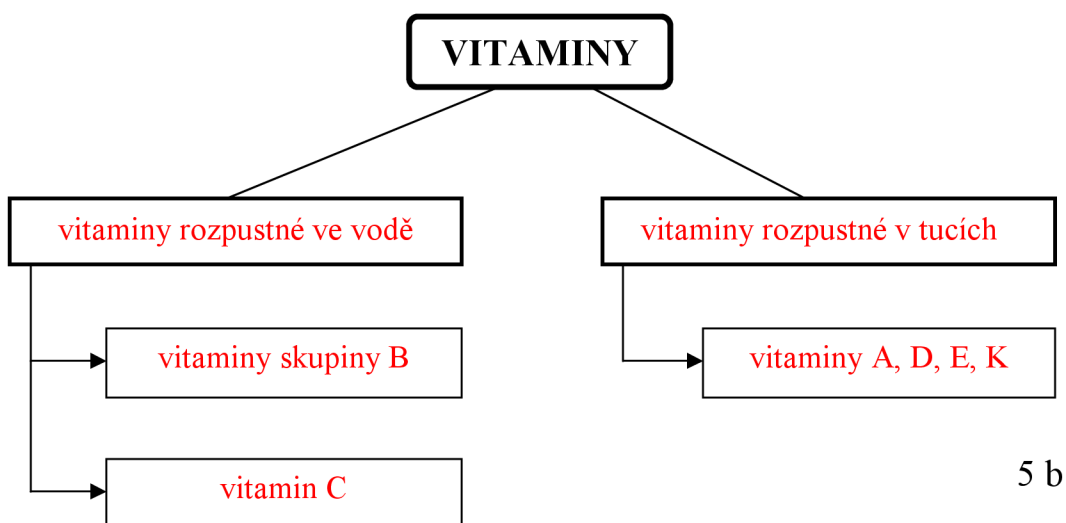 VITAMINY
vitaminy rozpustné ve vodě
vitaminy rozpustné v tucích
vitaminy skupiny B
vitaminy A, D, E, K
vitamin C
5 b